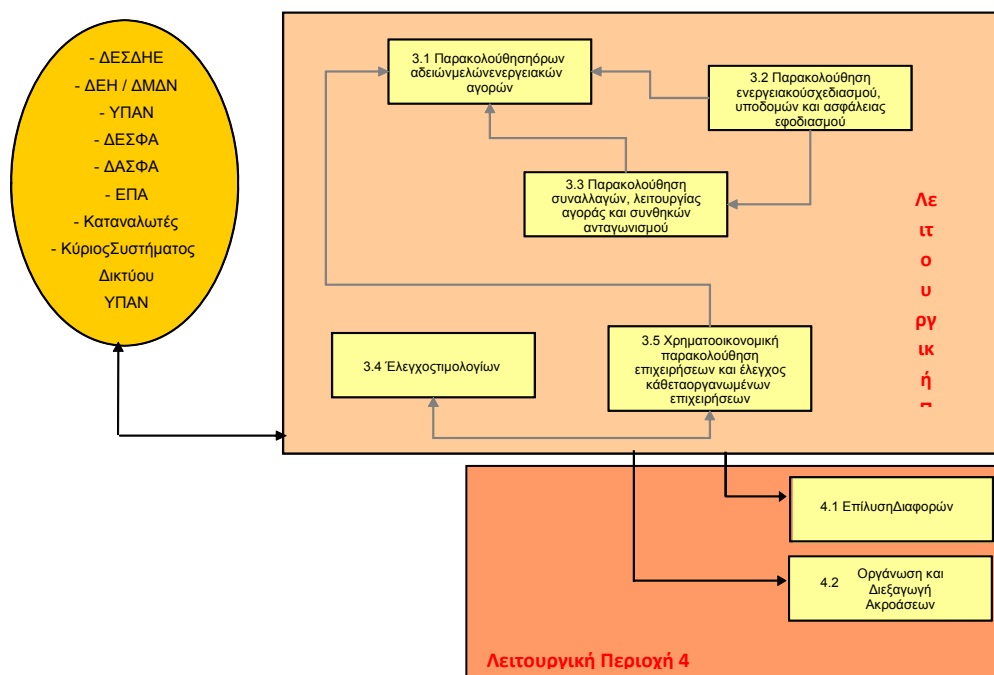 - ΔΕΣΔΗΕ
- ΔΕΗ / ΔΜΔΝ
- ΥΠΑΝ
- ΔΕΣΦΑ
- ΔΑΣΦΑ
- ΕΠΑ
- Καταναλωτές
- ΚύριοςΣυστήματος
Δικτύου
ΥΠΑΝ
3.1 Παρακολούθησηόρων
αδειώνμελώνενεργειακών
αγορών
3.2 Παρακολούθηση
ενεργειακούσχεδιασμού,
υποδομών και ασφάλειας
εφοδιασμού
3.3 Παρακολούθηση
συναλλαγών, λειτουργίας
αγοράς και συνθηκών
ανταγωνισμού
Λε
ιτ
ο
υ
ργ
ικ
ή
Π
3.4 Έλεγχοςτιμολογίων
3.5 Χρηματοοικονομική
παρακολούθηση
επιχειρήσεων και έλεγχος
κάθεταοργανωμένων
επιχειρήσεων
4.1 ΕπίλυσηΔιαφορών
4.2 Οργάνωση και
Διεξαγωγή
Ακροάσεων
Λειτουργική Περιοχή 4